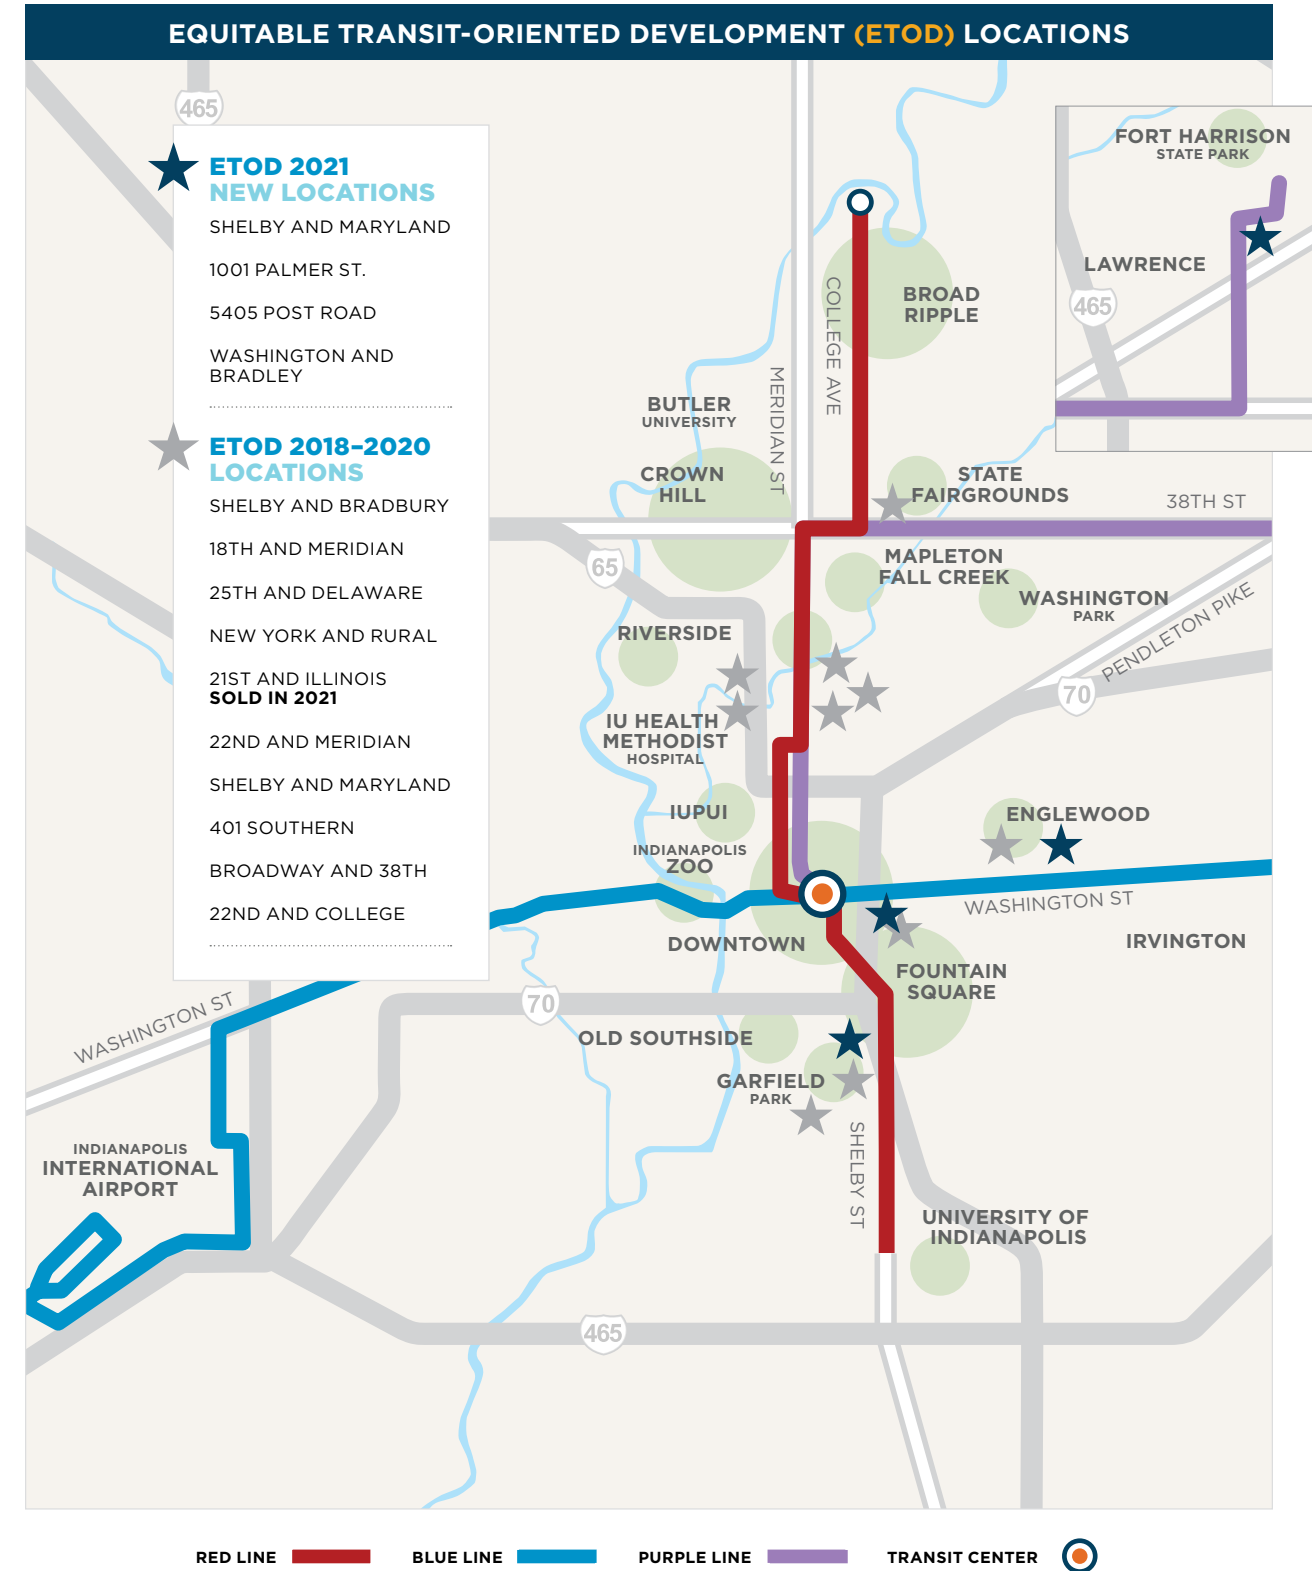 EQUITABLE TRANSIT-ORIENTED DEVELOPMENT (ETOD) LOCATIONS
465
ETOD 2021
NEW LOCATIONS
SHELBY AND MARYLAND
1001 PALMER ST.
5405 POST ROAD
WASHINGTON AND
BRADLEY
ETOD 2018–2020
LOCATIONS
SHELBY AND BRADBURY
18TH AND MERIDIAN
25TH AND DELAWARE
NEW YORK AND RURAL
21ST AND ILLINOIS
SOLD IN 2021
22ND AND MERIDIAN
SHELBY AND MARYLAND
401 SOUTHERN
BROADWAY AND 38TH
22ND AND COLLEGE
FORT HARRISON
STATE PARK
LAWRENCE
465
BROAD
RIPPLE
COLLEGE AVE
MERIDIAN ST
BUTLER
UNIVERSITY
CROWN
HILL
STATE
FAIRGROUNDS
38TH ST
65
MAPLETON
FALL CREEK
WASHINGTON
PARK
PENDLETON PIKE
RIVERSIDE
70
IU HEALTH
METHODIST
HOSPITAL
IUPUI
ENGLEWOOD
INDIANAPOLIS
ZOO
WASHINGTON ST
DOWNTOWN
IRVINGTON
FOUNTAIN
SQUARE
70
WASHINGTON ST
OLD SOUTHSIDE
GARFIELD
PARK
SHELBY ST
INDIANAPOLIS
INTERNATIONAL
AIRPORT
UNIVERSITY OF
INDIANAPOLIS
465
RED LINE
BLUE LINE
PURPLE LINE
TRANSIT CENTER